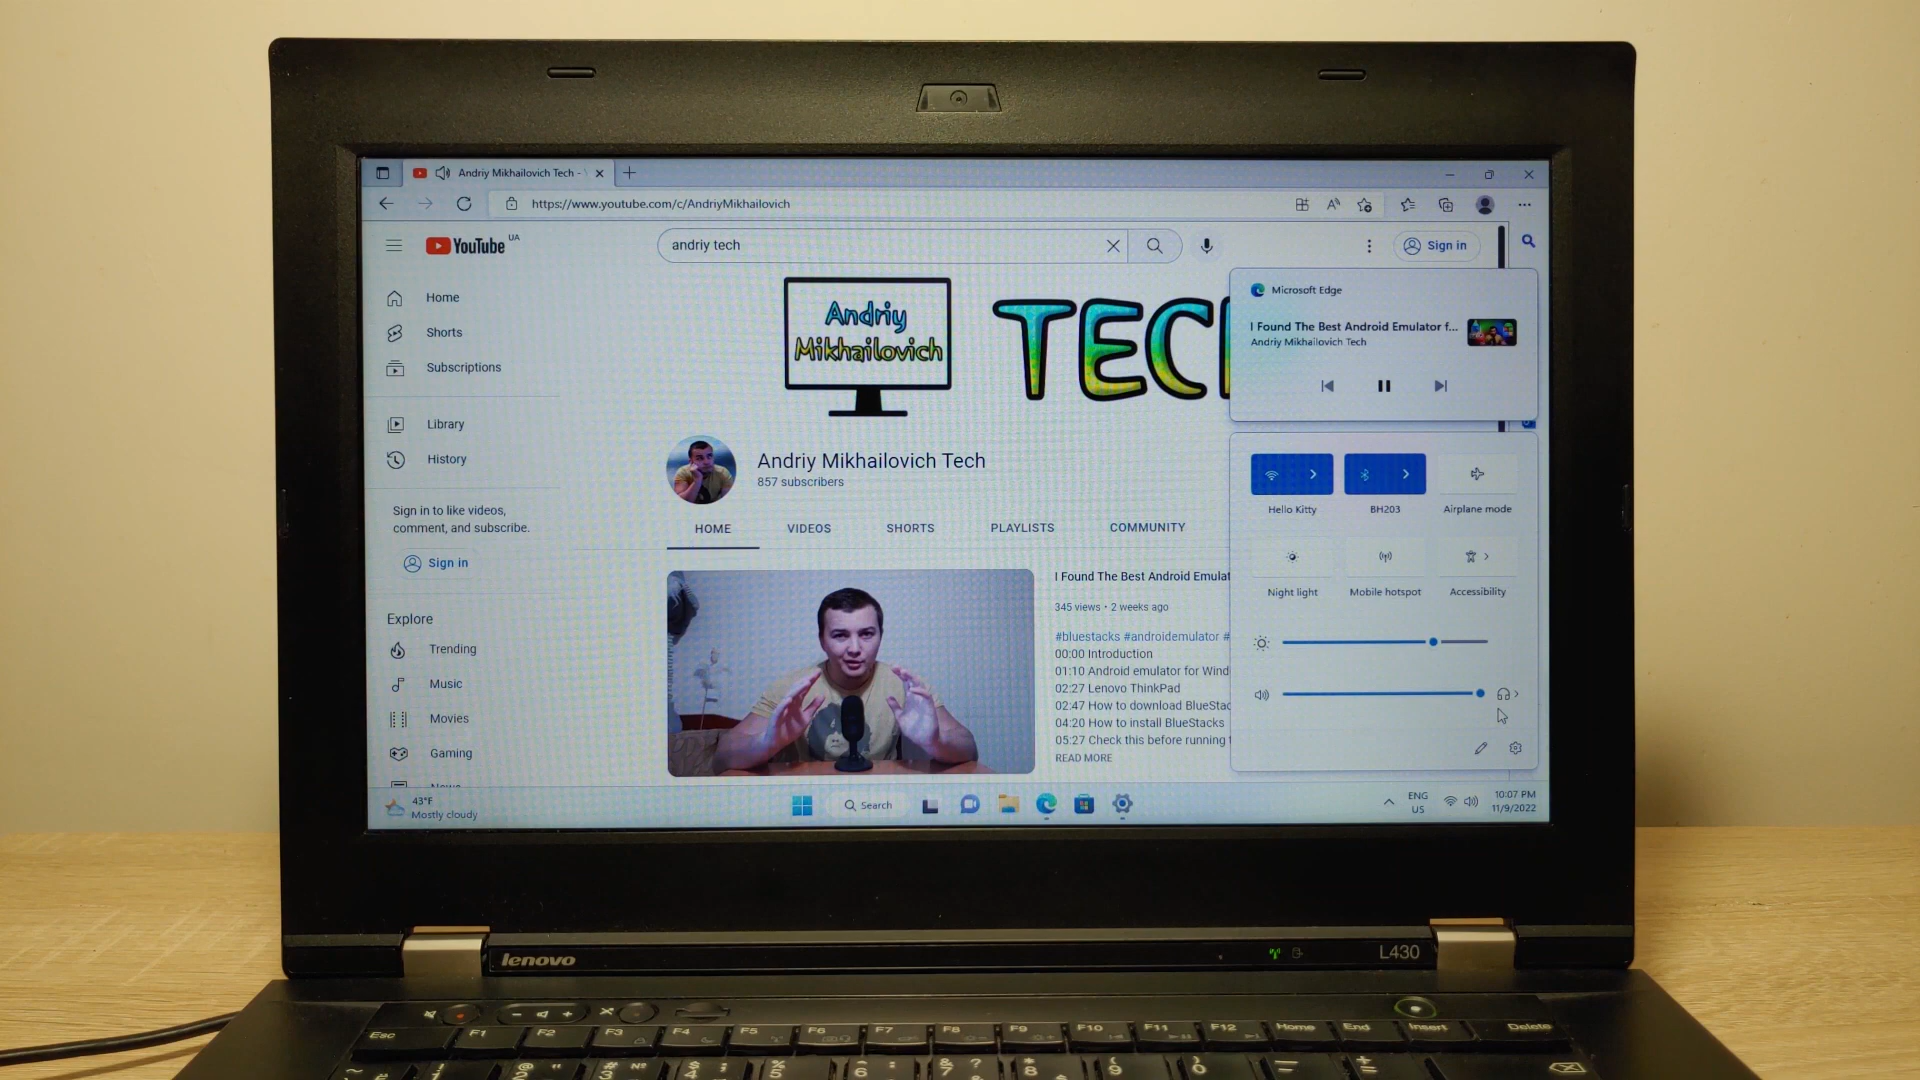 Andriy Mikhailovich Tech -
https://www.youtube.com/c/AndriyMikhailovich
YouTube UA
andriy tech
Sign in
Home
Shorts
Subscriptions
Library
History
Sign in to like videos,
comment, and subscribe.
Sign in
Explore
Trending
Music
Movies
Gaming
News
Andriy
Mikhailovich
TECH
Andriy Mikhailovich Tech
857 subscribers
HOME
VIDEOS
SHORTS
PLAYLISTS
COMMUNITY
I Found The Best Android Emulat
345 views • 2 weeks ago
#bluestacks #androidemulator #
00:00 Introduction
01:10 Android emulator for Wind
02:27 Lenovo ThinkPad
02:47 How to download BlueStac
04:20 How to install BlueStacks
05:27 Check this before running
READ MORE
Microsoft Edge
I Found The Best Android Emulator f...
Andriy Mikhailovich Tech
Hello Kitty
BH203
Airplane mode
Night light
Mobile hotspot
Accessibility
43°F
Mostly cloudy
Search
ENG
US
10:07 PM
11/9/2022
lenovo
L430
Esc F1 F2 F3 F4 F5 F6 F7 F8 F9 F10 F11 F12 Home End Insert Delete